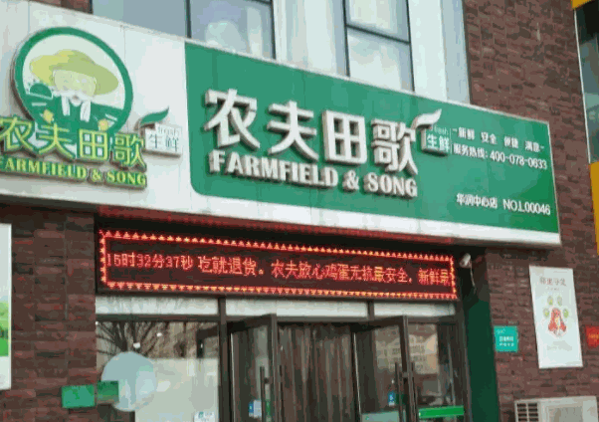 农夫田歌
fresh
生鲜
FARMFIELD & SONG
农夫田歌
fresh
生鲜
FARMFIELD & SONG
-新鲜 安全 便捷 满意-
服务热线:400-078-0633
华润中心店 NO.L00046
15时32分37秒 吃就退货。农夫放心鸡蛋无抗最安全,新鲜最